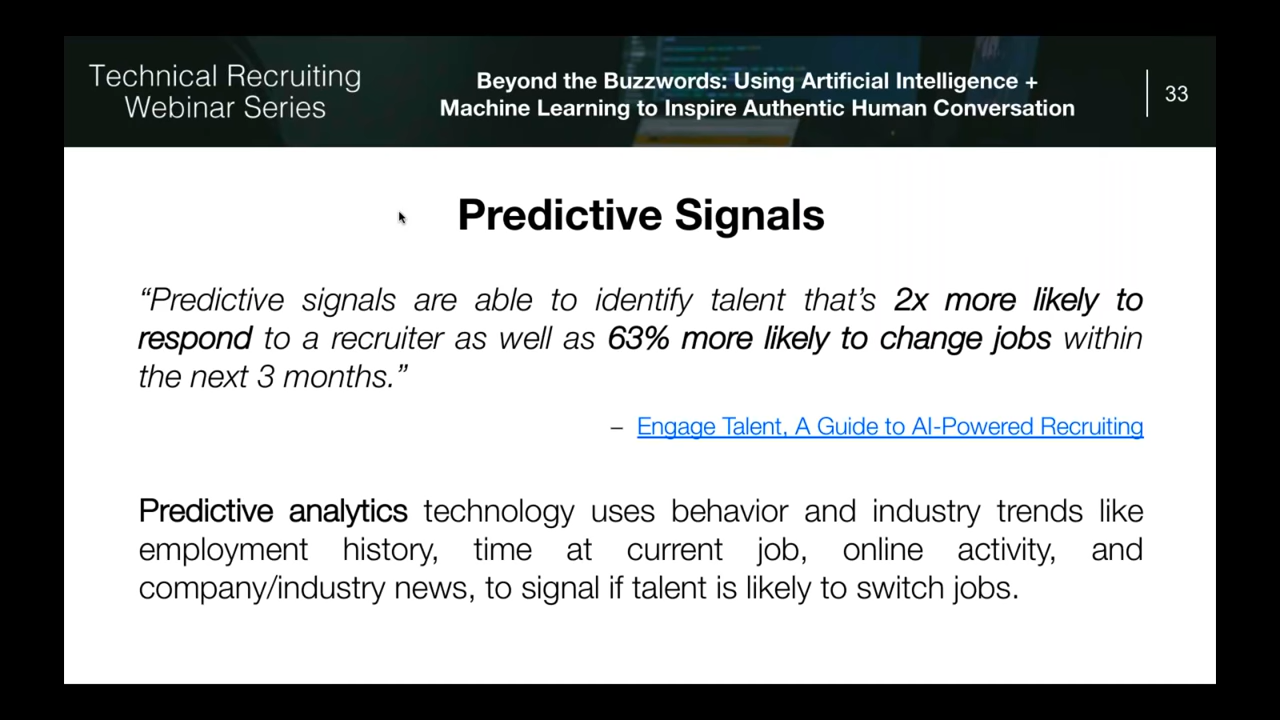 Technical Recruiting
Webinar Series
Beyond the Buzzwords: Using Artificial Intelligence +
Machine Learning to Inspire Authentic Human Conversation
33
Predictive Signals
“Predictive signals are able to identify talent that’s 2x more likely to
respond to a recruiter as well as 63% more likely to change jobs within
the next 3 months.”
– Engage Talent, A Guide to AI-Powered Recruiting
Predictive analytics technology uses behavior and industry trends like
employment history, time at current job, online activity, and
company/industry news, to signal if talent is likely to switch jobs.